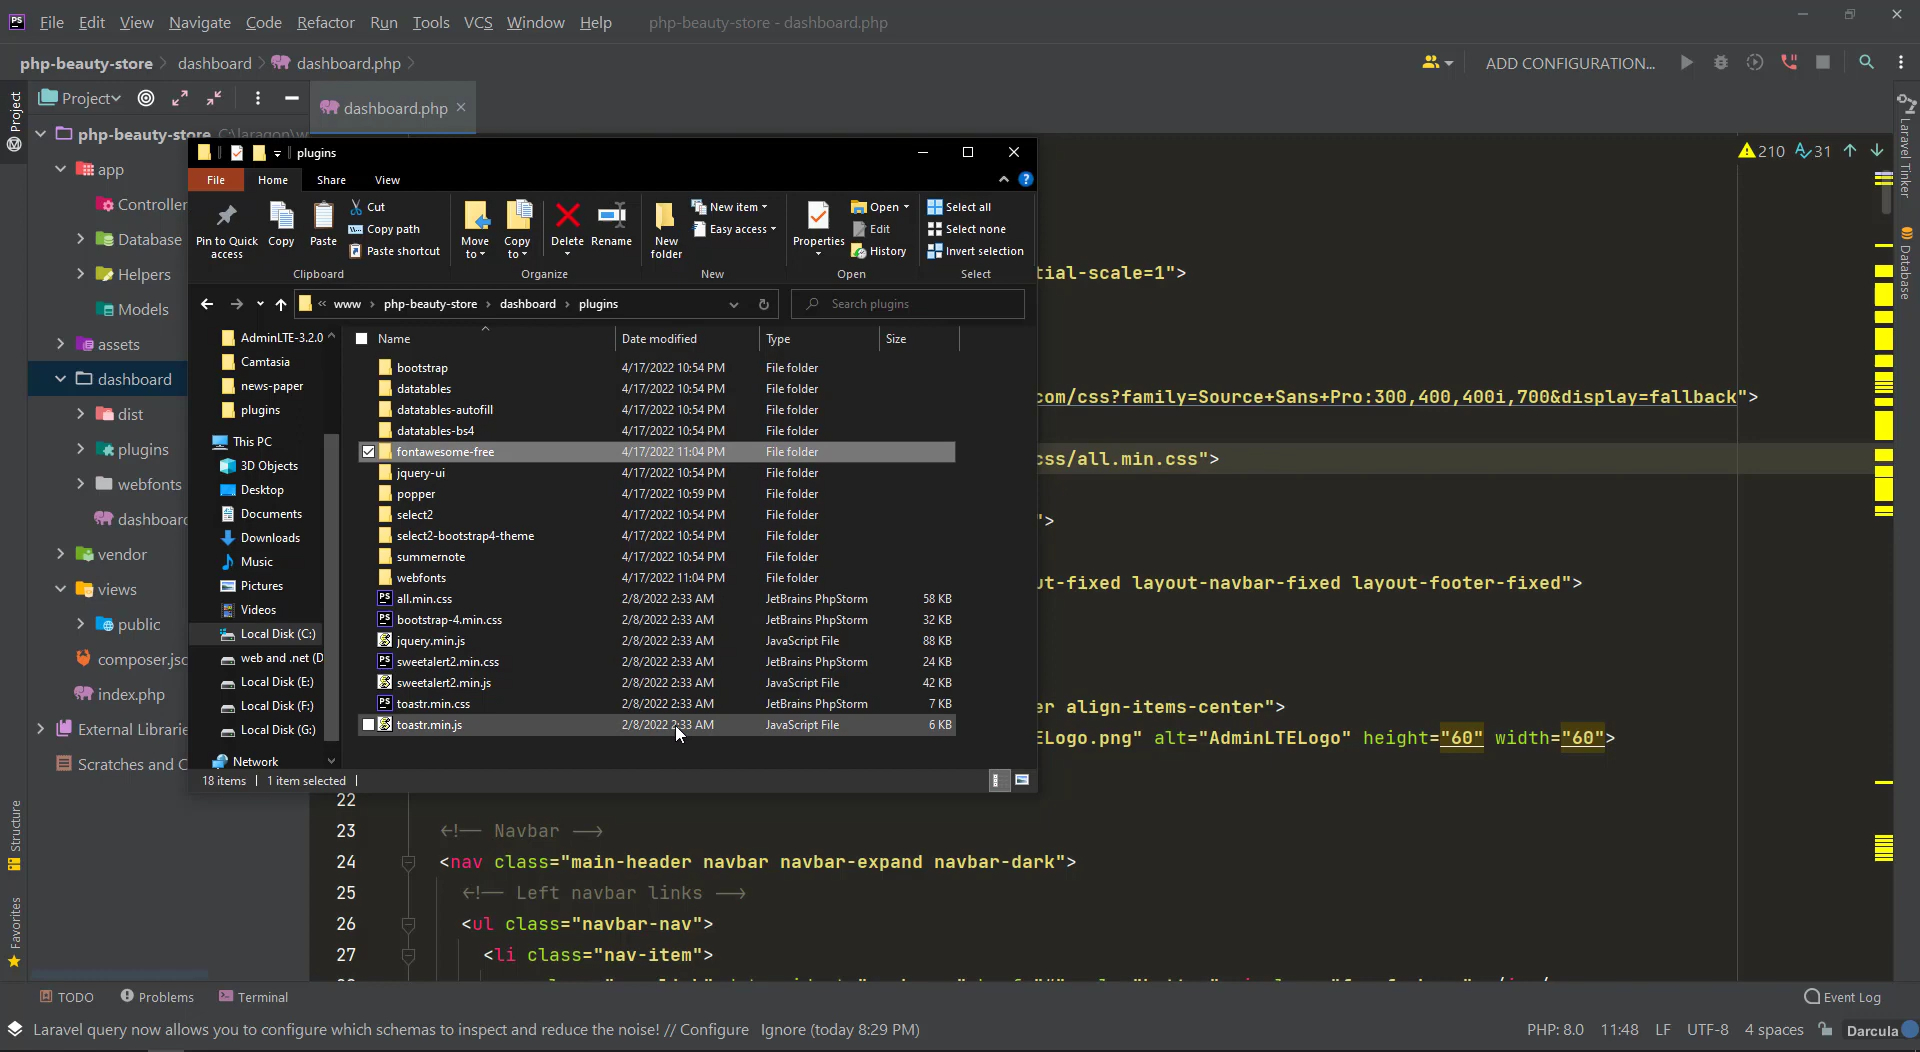 PS File Edit View Navigate Code Refactor Run Tools VCS Window Help php-beauty-store - dashboard.php
php-beauty-store dashboard dashboard.php ADD CONFIGURATION...
Project dashboard.php
Project
php-beauty-store C:\laragon\w
app
Controller
Database
Helpers
Models
assets
dashboard
dist
plugins
webfonts
dashboard
vendor
views
public
composer.jsc
index.php
External Librarie
Scratches and C
Structure
Favorites
plugins
File Home Share View
Pin to Quick access
Copy
Paste
Cut
Copy path
Paste shortcut
Clipboard
Move to
Copy to
Delete
Rename
Organize
New folder
New item
Easy access
New
Properties
Open
Edit
History
Open
Select all
Select none
Invert selection
Select
« www php-beauty-store dashboard plugins Search plugins
AdminLTE-3.2.0
Camtasia
news-paper
plugins
This PC
3D Objects
Desktop
Documents
Downloads
Music
Pictures
Videos
Local Disk (C:)
web and .net (D
Local Disk (E:)
Local Disk (F:)
Local Disk (G:)
Network
Name Date modified Type Size
bootstrap 4/17/2022 10:54 PM File folder
datatables 4/17/2022 10:54 PM File folder
datatables-autofill 4/17/2022 10:54 PM File folder
datatables-bs4 4/17/2022 10:54 PM File folder
fontawesome-free 4/17/2022 11:04 PM File folder
jquery-ui 4/17/2022 10:54 PM File folder
popper 4/17/2022 10:59 PM File folder
select2 4/17/2022 10:54 PM File folder
select2-bootstrap4-theme 4/17/2022 10:54 PM File folder
summernote 4/17/2022 10:54 PM File folder
webfonts 4/17/2022 11:04 PM File folder
PS all.min.css 2/8/2022 2:33 AM JetBrains PhpStorm 58 KB
PS bootstrap-4.min.css 2/8/2022 2:33 AM JetBrains PhpStorm 32 KB
jquery.min.js 2/8/2022 2:33 AM JavaScript File 88 KB
PS sweetalert2.min.css 2/8/2022 2:33 AM JetBrains PhpStorm 24 KB
sweetalert2.min.js 2/8/2022 2:33 AM JavaScript File 42 KB
PS toastr.min.css 2/8/2022 2:33 AM JetBrains PhpStorm 7 KB
toastr.min.js 2/8/2022 2:33 AM JavaScript File 6 KB
18 items 1 item selected
210 31
tial-scale=1">
com/css?family=Source+Sans+Pro:300,400,400i,700&display=fallback">
css/all.min.css">
">
ut-fixed layout-navbar-fixed layout-footer-fixed">
er align-items-center">
ELogo.png" alt="AdminLTELogo" height="60" width="60">
22
23 <!-- Navbar -->
24 <nav class="main-header navbar navbar-expand navbar-dark">
25 <!-- Left navbar links -->
26 <ul class="navbar-nav">
27 <li class="nav-item">
Laravel Tinker
Database
TODO Problems Terminal Event Log
Laravel query now allows you to configure which schemas to inspect and reduce the noise! // Configure Ignore (today 8:29 PM) PHP: 8.0 11:48 LF UTF-8 4 spaces Darcula